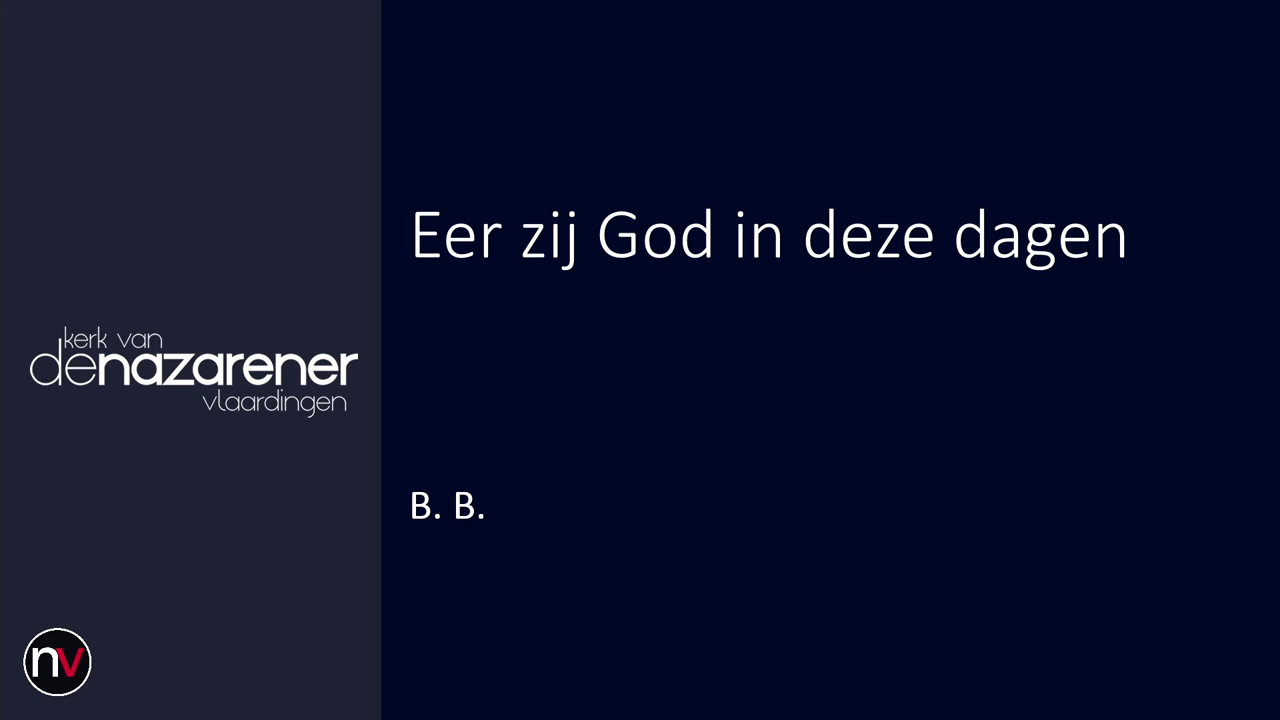 kerk van
denazarener
vlaardingen
nv
Eer zij God in deze dagen
B. B.